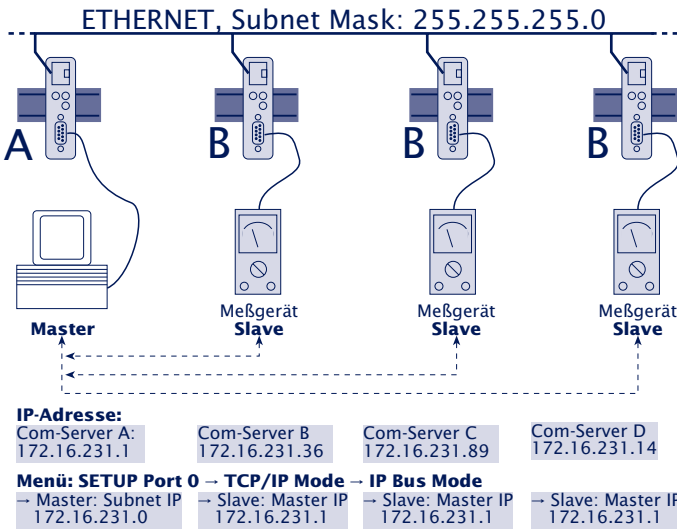 ETHERNET, Subnet Mask: 255.255.255.0
A B B B
Meßgerät Meßgerät Meßgerät
Master Slave Slave Slave
IP-Adresse:
Com-Server A: Com-Server B Com-Server C Com-Server D
172.16.231.1 172.16.231.36 172.16.231.89 172.16.231.14
Menü: SETUP Port 0 → TCP/IP Mode → IP Bus Mode
→ Master: Subnet IP → Slave: Master IP → Slave: Master IP → Slave: Master IP
172.16.231.0 172.16.231.1 172.16.231.1 172.16.231.1